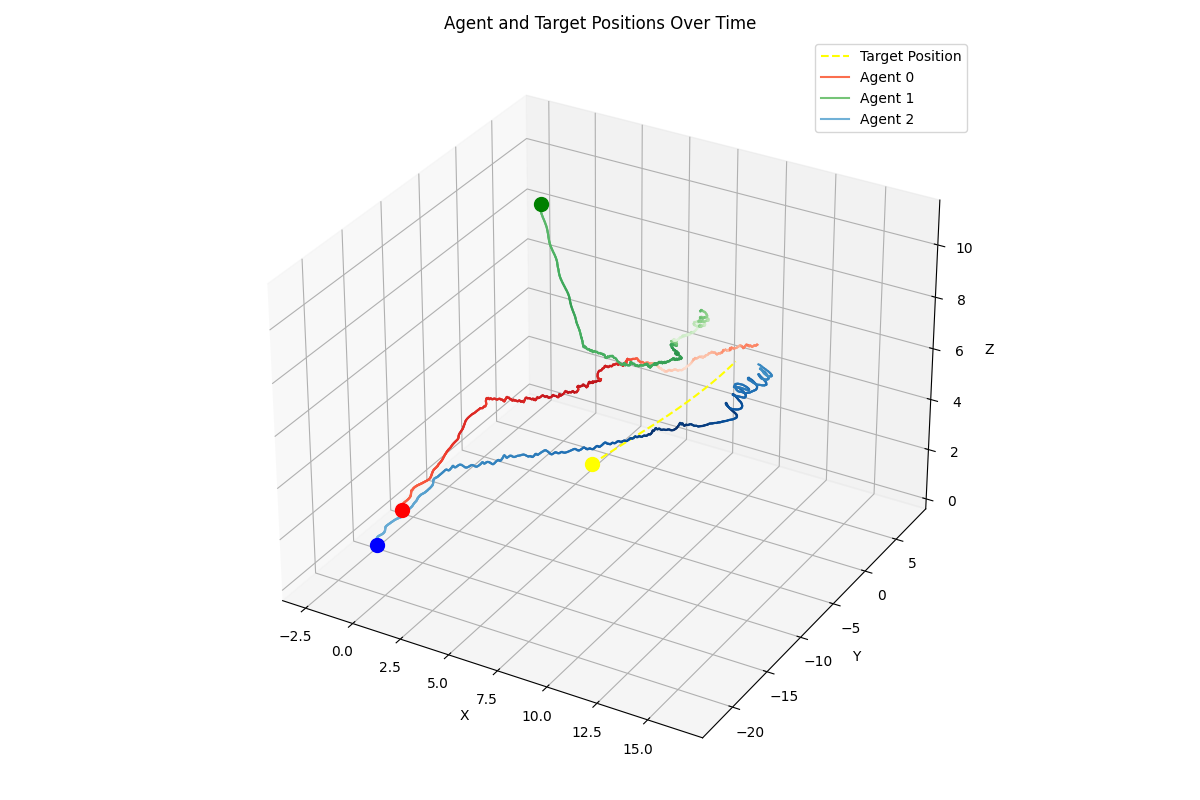 Agent and Target Positions Over Time
Target Position
Agent 0
Agent 1
Agent 2
10
8
6
4
2
0
Z
5
0
−5
−10
−15
−20
Y
−2.5
0.0
2.5
5.0
7.5
10.0
12.5
15.0
X